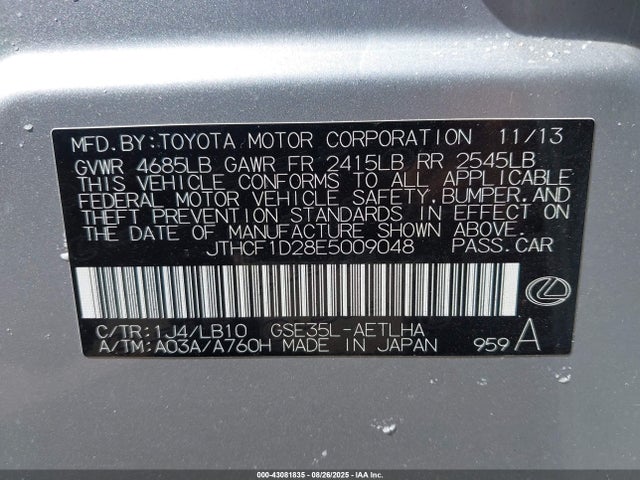 MFD.BY:TOYOTA MOTOR CORPORATION 11/13
GVWR 4685LB GAWR FR 2415LB RR 2545LB
THIS VEHICLE CONFORMS TO ALL APPLICABLE
FEDERAL MOTOR VEHICLE SAFETY,BUMPER,AND
THEFT PREVENTION STANDARDS IN EFFECT ON
THE DATE OF MANUFACTURE SHOWN ABOVE.
JTHCF1D28E5009048 PASS.CAR
C/TR:1J4/LB10 GSE35L-AETLHA
A/TM:A03A/A760H MADE IN JAPAN 959 A
000-43081835 - 08/26/2025 - IAA Inc.